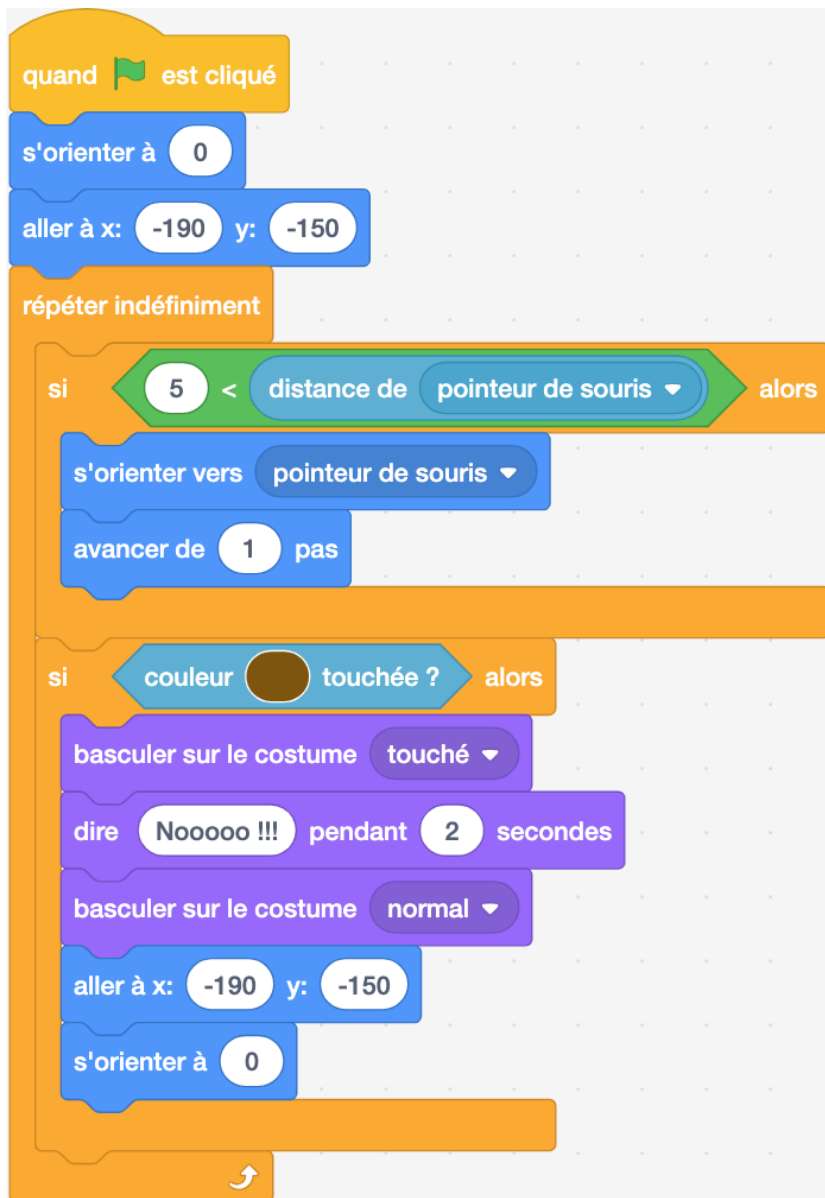 quand est cliqué
s'orienter à 0
aller à x: -190 y: -150
répéter indéfiniment
si 5 < distance de pointeur de souris alors
s'orienter vers pointeur de souris
avancer de 1 pas
si couleur touchée ? alors
basculer sur le costume touché
dire Nooooo !!! pendant 2 secondes
basculer sur le costume normal
aller à x: -190 y: -150
s'orienter à 0